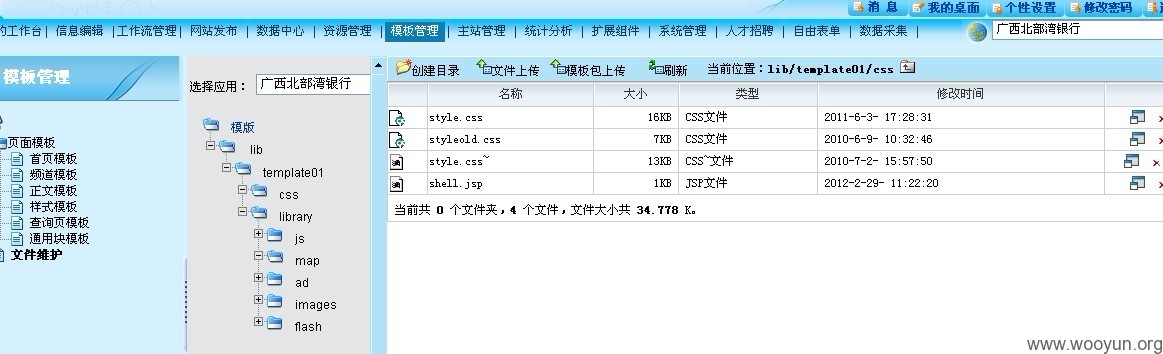 消 息 我的桌面 个性设置 修改密码
的工作台 | 信息编辑 | 工作流管理 | 网站发布 | 数据中心 | 资源管理 | 模板管理 | 主站管理 | 统计分析 | 扩展组件 | 系统管理 | 人才招聘 | 自由表单 | 数据采集 | 广西北部湾银行
模板管理
页面模板
首页模板
频道模板
正文模板
样式模板
查询页模板
通用块模板
文件维护
选择应用： 广西北部湾银行
模版
lib
template01
css
library
js
map
ad
images
flash
创建目录 文件上传 模板包上传 刷新 当前位置：lib/template01/css
名称 大小 类型 修改时间
style.css 16KB CSS文件 2011-6-3- 17:28:31
styleold.css 7KB CSS文件 2010-6-9- 10:32:46
style.css~ 13KB CSS~文件 2010-7-2- 15:57:50
shell.jsp 1KB JSP文件 2012-2-29- 11:22:20
当前共 0 个文件夹，4 个文件，文件大小共 34.778 K。
www.wooyun.org